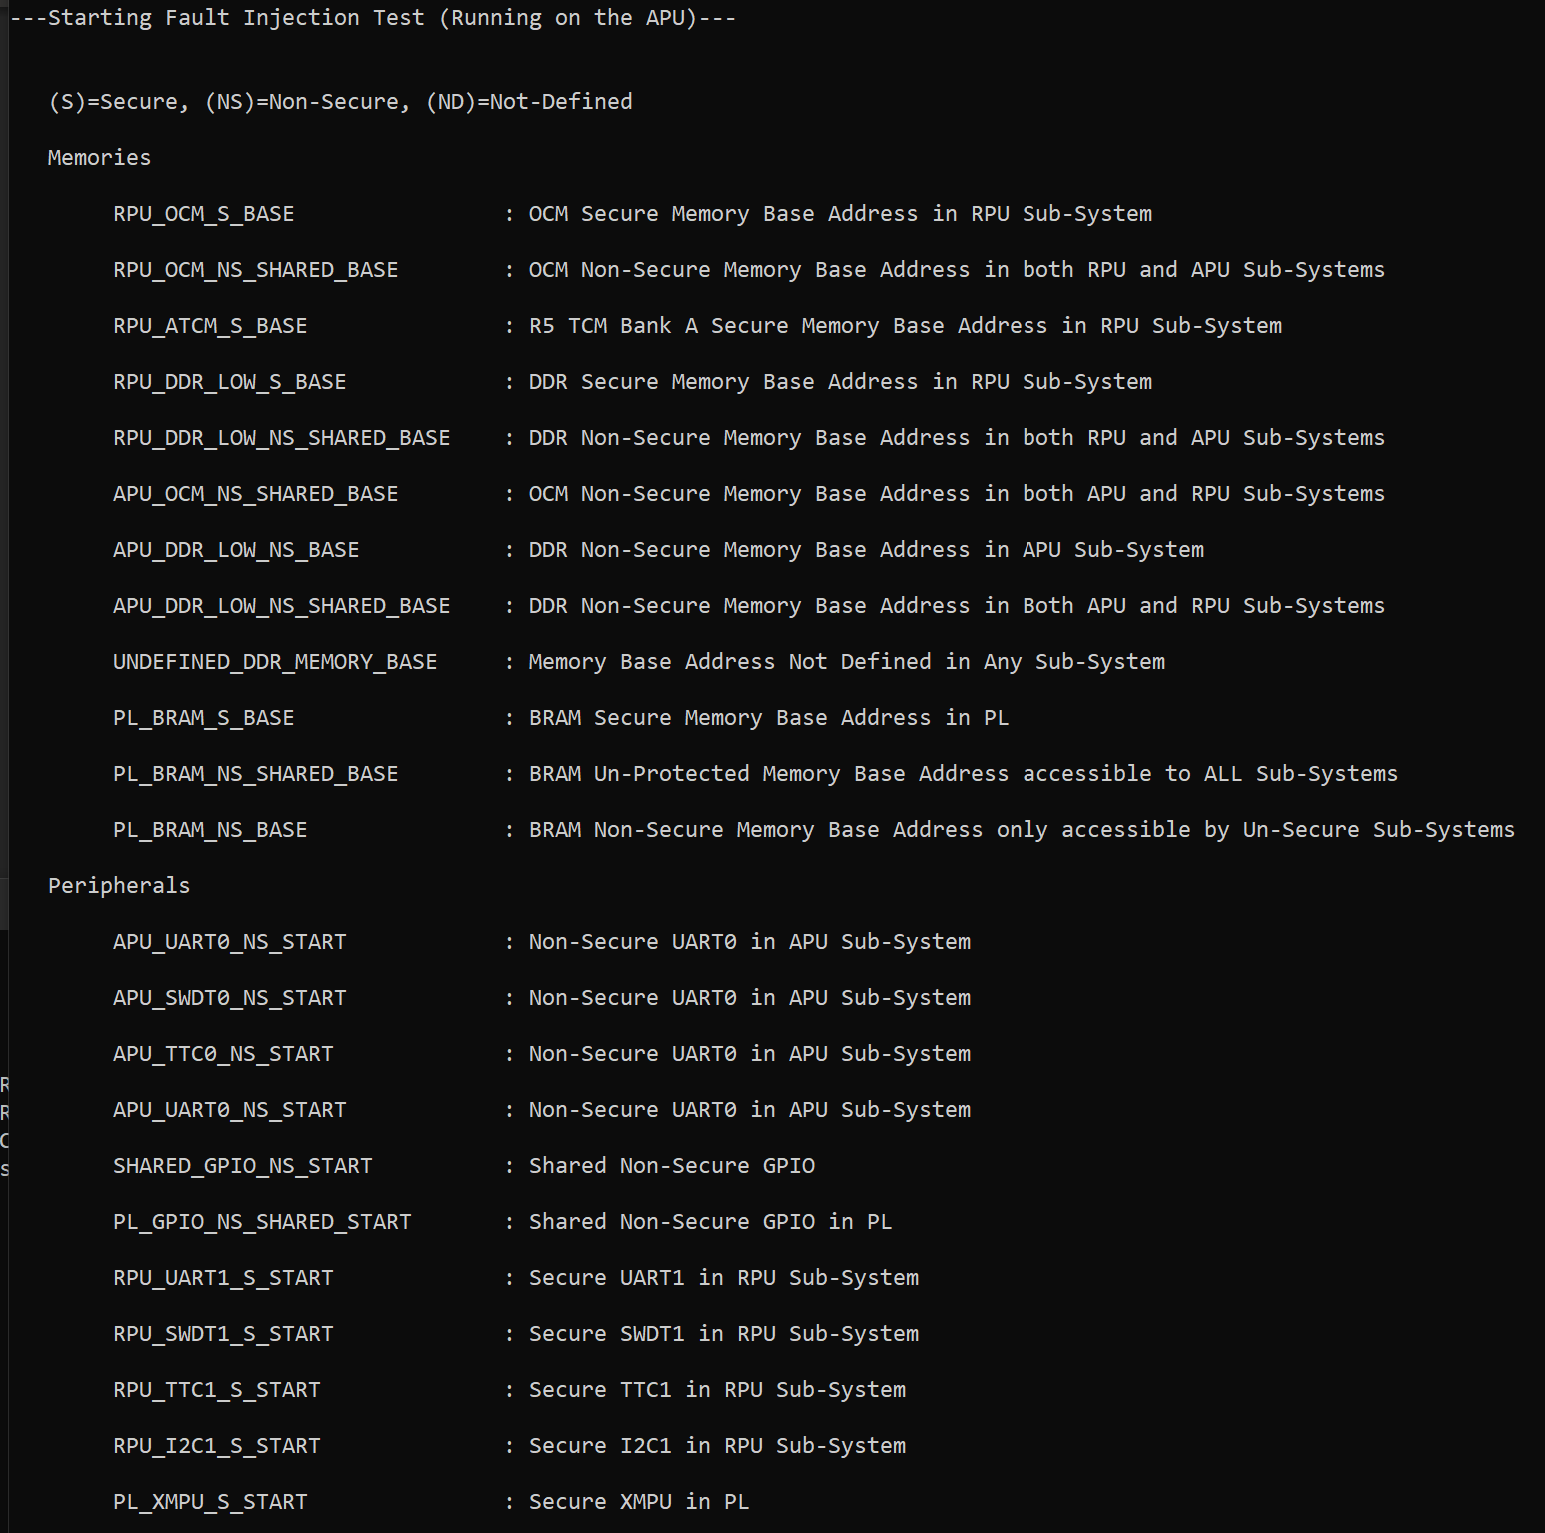 ---Starting Fault Injection Test (Running on the APU)---
(S)=Secure, (NS)=Non-Secure, (ND)=Not-Defined
Memories
RPU_OCM_S_BASE : OCM Secure Memory Base Address in RPU Sub-System
RPU_OCM_NS_SHARED_BASE : OCM Non-Secure Memory Base Address in both RPU and APU Sub-Systems
RPU_ATCM_S_BASE : R5 TCM Bank A Secure Memory Base Address in RPU Sub-System
RPU_DDR_LOW_S_BASE : DDR Secure Memory Base Address in RPU Sub-System
RPU_DDR_LOW_NS_SHARED_BASE : DDR Non-Secure Memory Base Address in both RPU and APU Sub-Systems
APU_OCM_NS_SHARED_BASE : OCM Non-Secure Memory Base Address in both APU and RPU Sub-Systems
APU_DDR_LOW_NS_BASE : DDR Non-Secure Memory Base Address in APU Sub-System
APU_DDR_LOW_NS_SHARED_BASE : DDR Non-Secure Memory Base Address in Both APU and RPU Sub-Systems
UNDEFINED_DDR_MEMORY_BASE : Memory Base Address Not Defined in Any Sub-System
PL_BRAM_S_BASE : BRAM Secure Memory Base Address in PL
PL_BRAM_NS_SHARED_BASE : BRAM Un-Protected Memory Base Address accessible to ALL Sub-Systems
PL_BRAM_NS_BASE : BRAM Non-Secure Memory Base Address only accessible by Un-Secure Sub-Systems
Peripherals
APU_UART0_NS_START : Non-Secure UART0 in APU Sub-System
APU_SWDT0_NS_START : Non-Secure UART0 in APU Sub-System
APU_TTC0_NS_START : Non-Secure UART0 in APU Sub-System
APU_UART0_NS_START : Non-Secure UART0 in APU Sub-System
SHARED_GPIO_NS_START : Shared Non-Secure GPIO
PL_GPIO_NS_SHARED_START : Shared Non-Secure GPIO in PL
RPU_UART1_S_START : Secure UART1 in RPU Sub-System
RPU_SWDT1_S_START : Secure SWDT1 in RPU Sub-System
RPU_TTC1_S_START : Secure TTC1 in RPU Sub-System
RPU_I2C1_S_START : Secure I2C1 in RPU Sub-System
PL_XMPU_S_START : Secure XMPU in PL